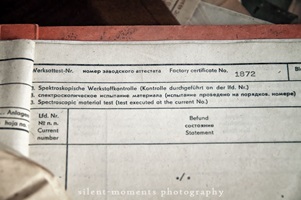 Werksattest-Nr. номер заводского аттестата Factory certificate No. 1872
3. Spektroskopische Werkstoffkontrolle (Kontrolle durchgeführt an der lfd. Nr.)
3. спектроскопическое испытание материала (испытание проведено на порядков. номере)
3. Spectroscopic material test (test executed at the current No.)
Anlagen
Lfd. Nr.
Nt n. n.
Current
number
Befund
состояние
Statement
./.
silent-moments photography